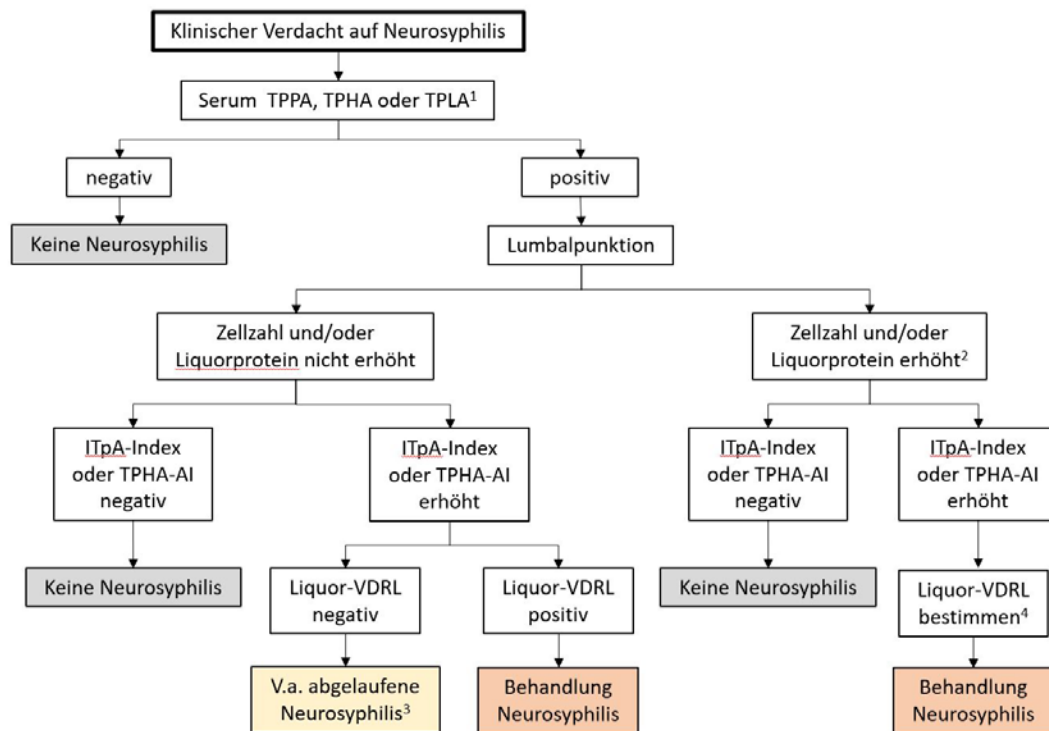 Klinischer Verdacht auf Neurosyphilis
Serum TPPA, TPHA oder TPLA¹
negativ
positiv
Keine Neurosyphilis
Lumbalpunktion
Zellzahl und/oder
Liquorprotein nicht erhöht
Zellzahl und/oder
Liquorprotein erhöht²
ITpA-Index
oder TPHA-AI
negativ
ITpA-Index
oder TPHA-AI
erhöht
ITpA-Index
oder TPHA-AI
negativ
ITpA-Index
oder TPHA-AI
erhöht
Keine Neurosyphilis
Liquor-VDRL
negativ
Liquor-VDRL
positiv
Keine Neurosyphilis
Liquor-VDRL
bestimmen⁴
V.a. abgelaufene
Neurosyphilis³
Behandlung
Neurosyphilis
Behandlung
Neurosyphilis